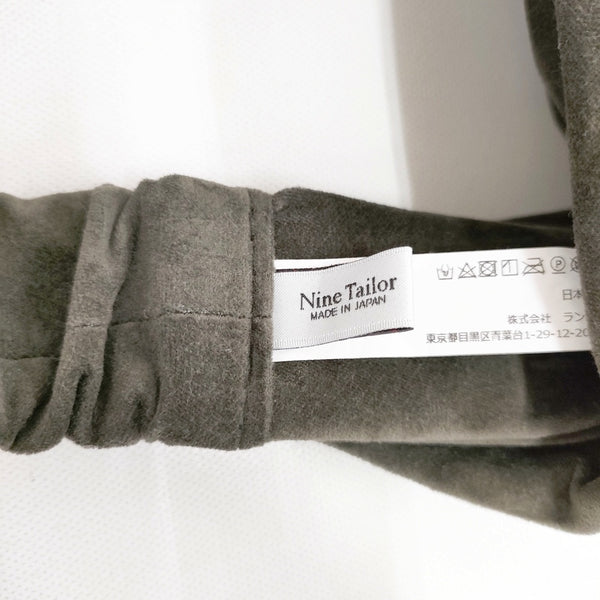 Nine Tailor
MADE IN JAPAN
日本
株式会社 ラン
東京都目黒区青葉台1-29-12-20